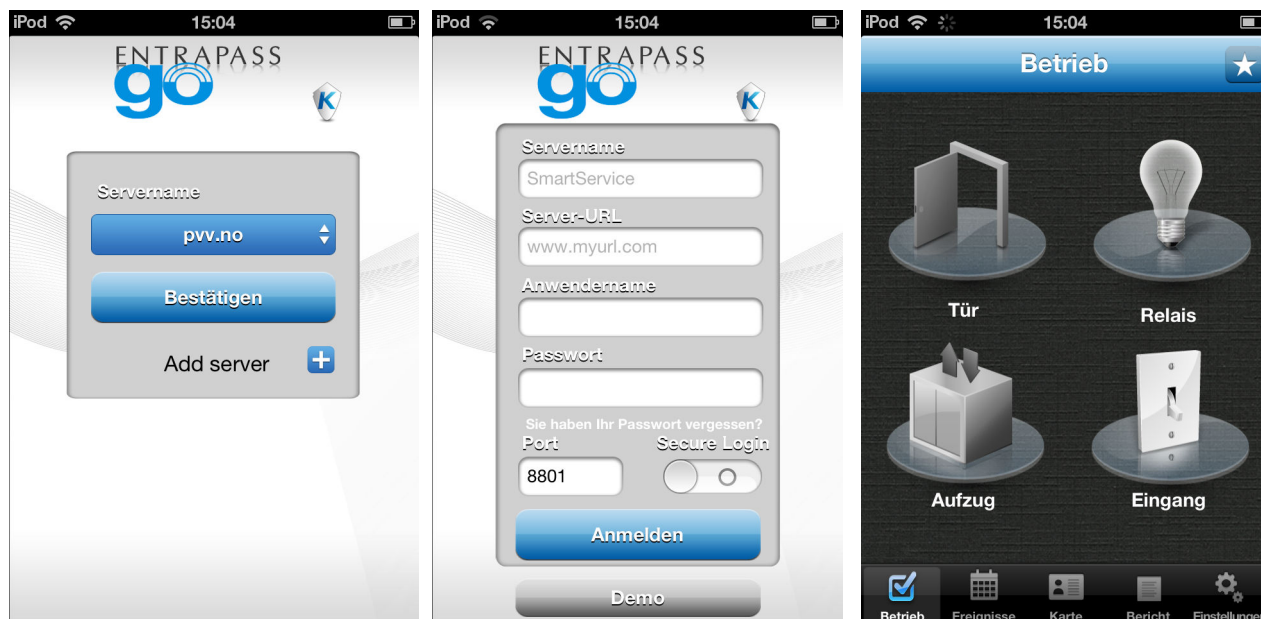 iPod 15:04
ENTRAPASS
go
K
Servername
pvv.no
Bestätigen
Add server
iPod 15:04
ENTRAPASS
go
K
Servername
SmartService
Server-URL
www.myurl.com
Anwendername
Passwort
Sie haben Ihr Passwort vergessen?
Port Secure Login
8801
Anmelden
Demo
iPod 15:04
Betrieb
Tür Relais
Aufzug Eingang
Betrieb Ereignisse Karte Bericht Einstellungen